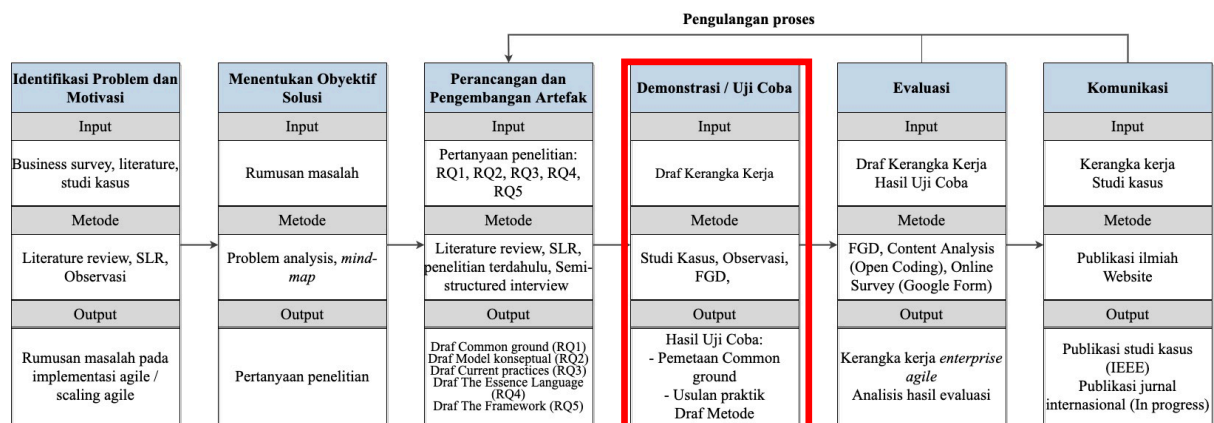 Pengulangan proses
Identifikasi Problem dan
Motivasi
Input
Business survey, literature,
studi kasus
Metode
Literature review, SLR,
Observasi
Output
Rumusan masalah pada
implementasi agile /
scaling agile
Menentukan Obyektif
Solusi
Input
Rumusan masalah
Metode
Problem analysis, mind-
map
Output
Pertanyaan penelitian
Perancangan dan
Pengembangan Artefak
Input
Pertanyaan penelitian:
RQ1, RQ2, RQ3, RQ4,
RQ5
Metode
Literature review, SLR,
penelitian terdahulu, Semi-
structured interview
Output
Draf Common ground (RQ1)
Draf Model konseptual (RQ2)
Draf Current practices (RQ3)
Draf The Essence Language
(RQ4)
Draf The Framework (RQ5)
Demonstrasi / Uji Coba
Input
Draf Kerangka Kerja
Metode
Studi Kasus, Observasi,
FGD,
Output
Hasil Uji Coba:
- Pemetaan Common
ground
- Usulan praktik
Draf Metode
Evaluasi
Input
Draf Kerangka Kerja
Hasil Uji Coba
Metode
FGD, Content Analysis
(Open Coding), Online
Survey (Google Form)
Output
Kerangka kerja enterprise
agile
Analisis hasil evaluasi
Komunikasi
Input
Kerangka kerja
Studi kasus
Metode
Publikasi ilmiah
Website
Output
Publikasi studi kasus
(IEEE)
Publikasi jurnal
internasional (In progress)